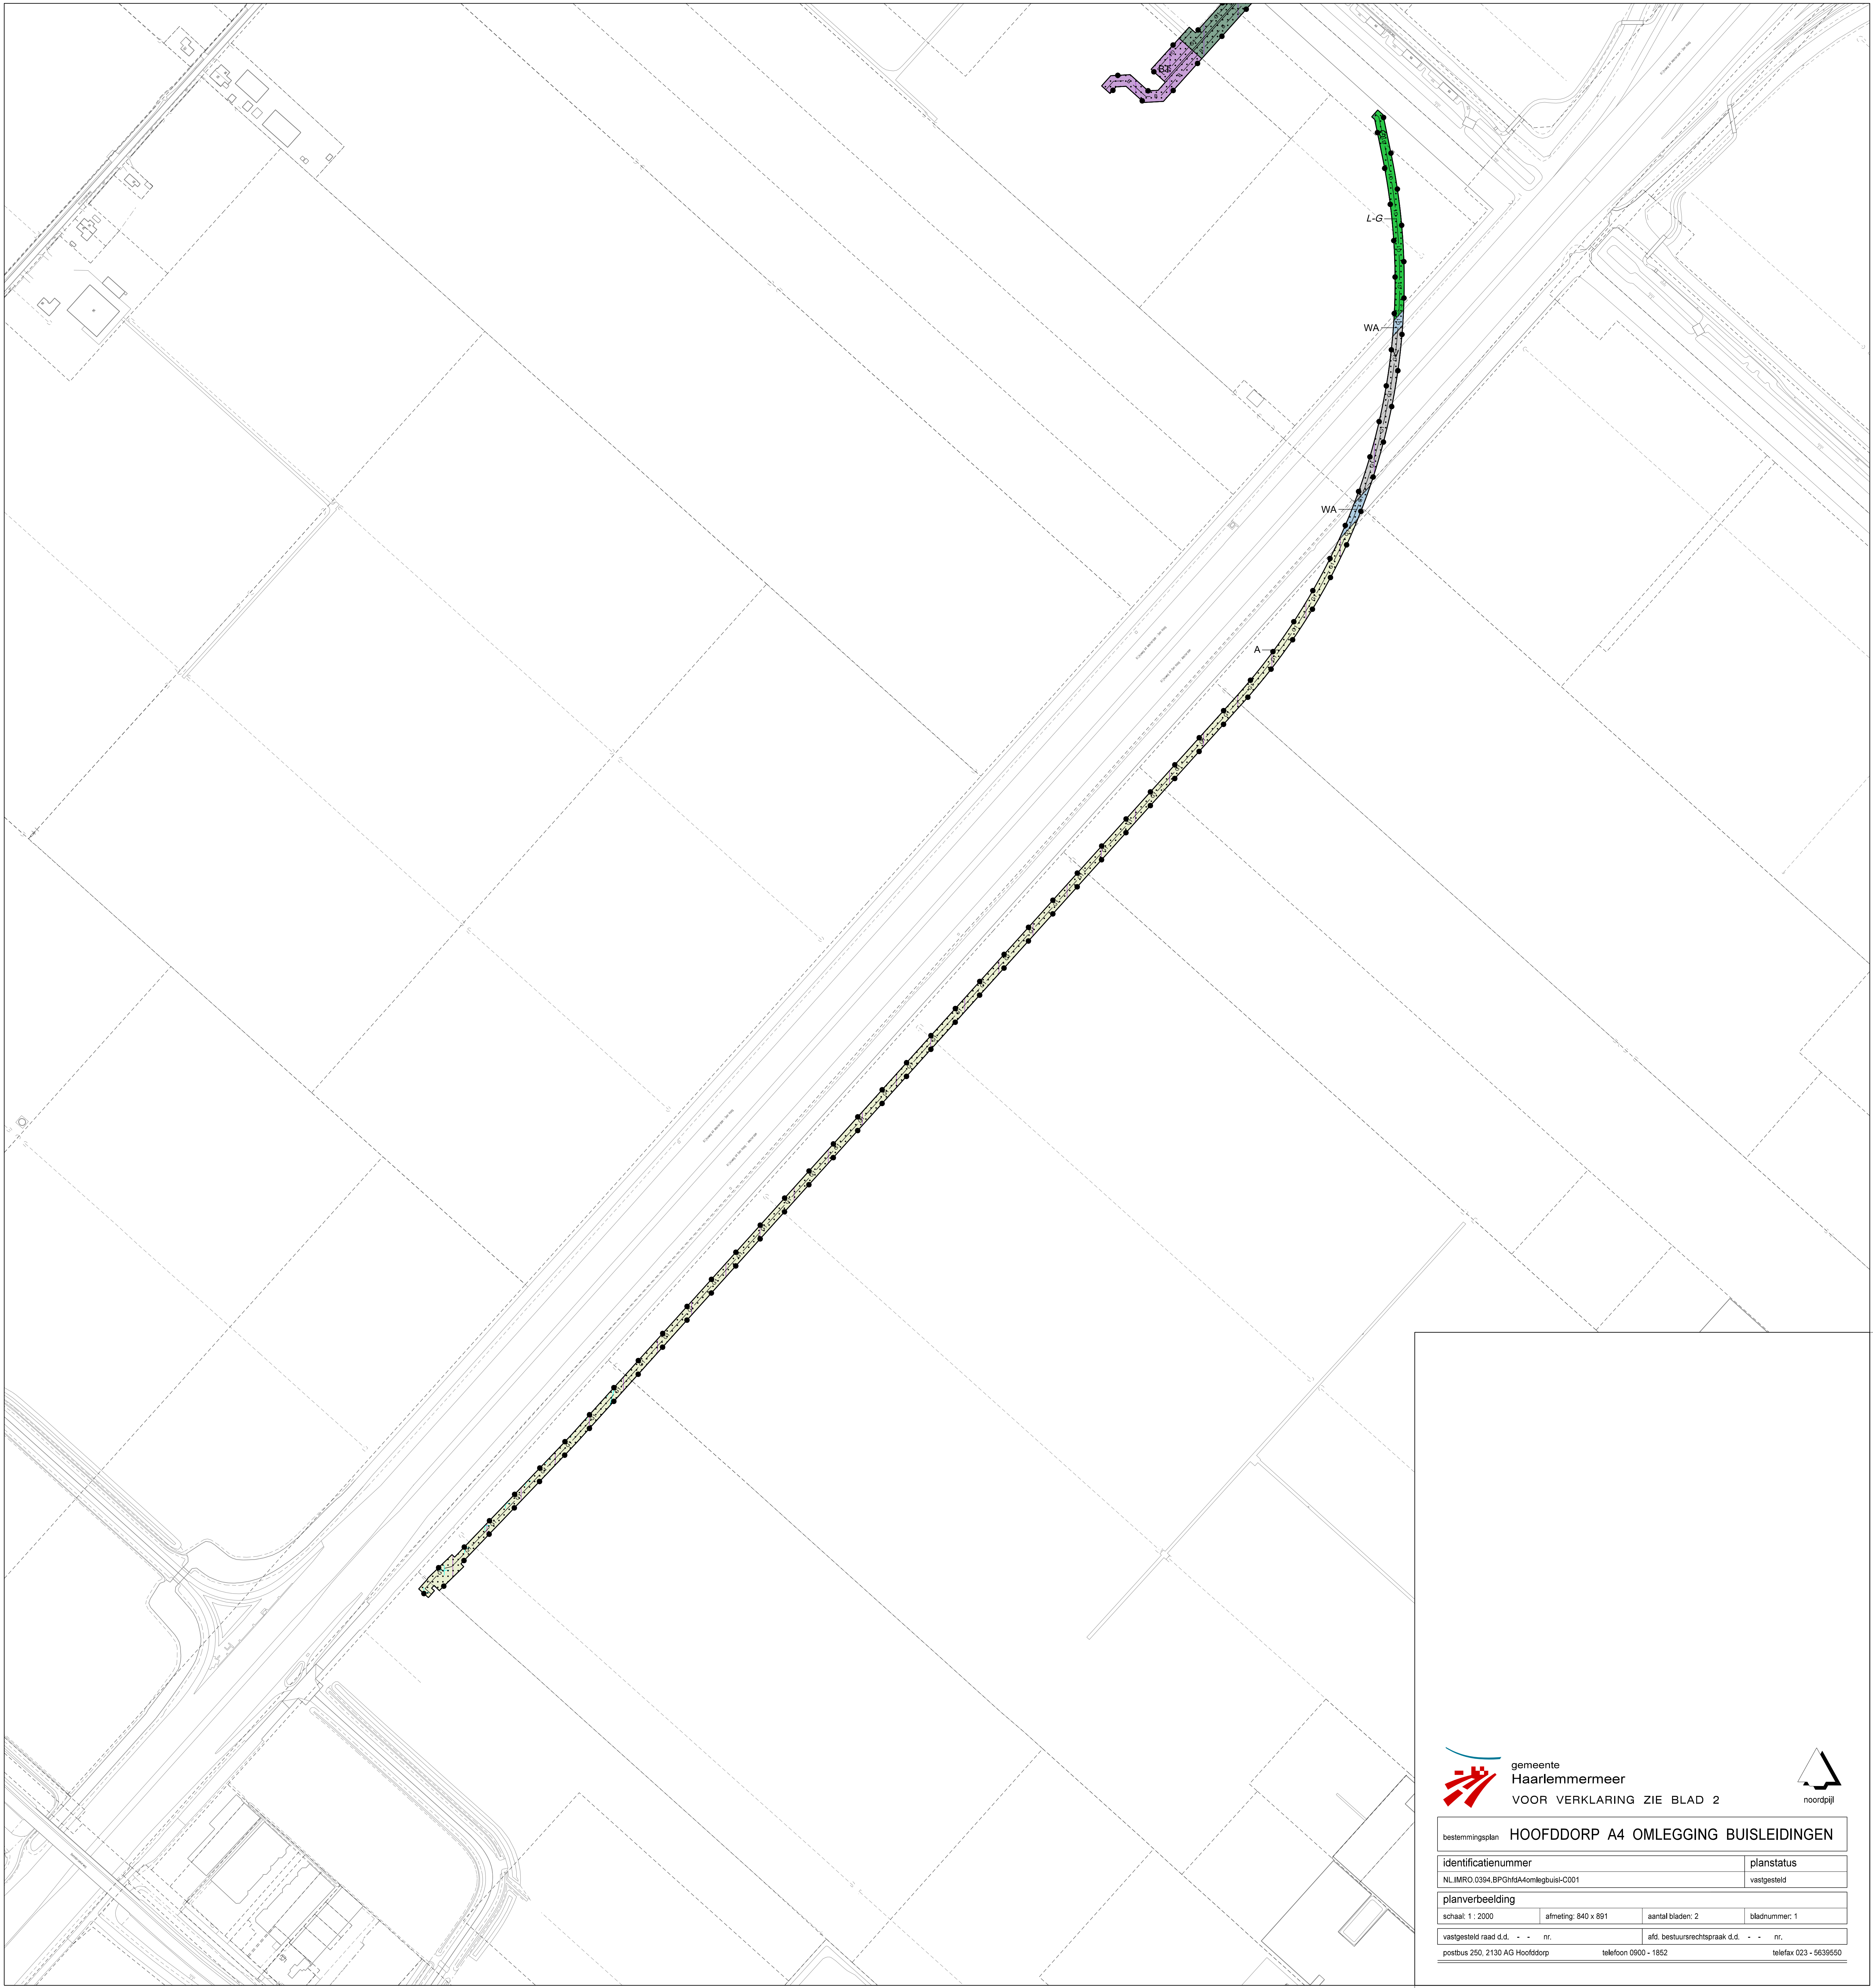 BT
L-G
WA
WA
A
gemeente
Haarlemmermeer
VOOR VERKLARING ZIE BLAD 2
noordpijl
bestemmingsplan HOOFDDORP A4 OMLEGGING BUISLEIDINGEN
identificatienummer planstatus
NL.IMRO.0394.BPGhfdA4omlegbuisl-C001 vastgesteld
planverbeelding
schaal: 1 : 2000 afmeting: 840 x 891 aantal bladen: 2 bladnummer: 1
vastgesteld raad d.d. - - nr. afd. bestuursrechtspraak d.d. - - nr.
postbus 250, 2130 AG Hoofddorp telefoon 0900 - 1852 telefax 023 - 5639550